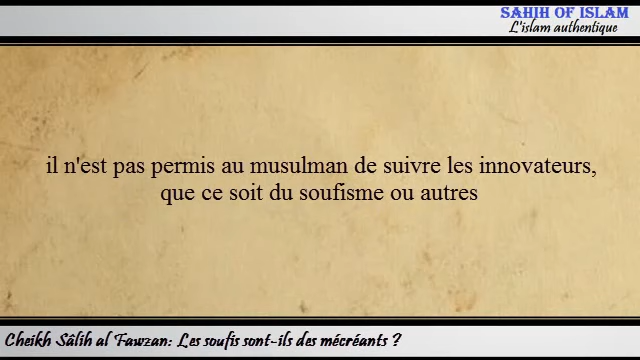 SAHIH OF ISLAM
L'islam authentique
il n'est pas permis au musulman de suivre les innovateurs,
que ce soit du soufisme ou autres
Cheikh Sâlih al Fawzan: Les soufis sont-ils des mécréants ?